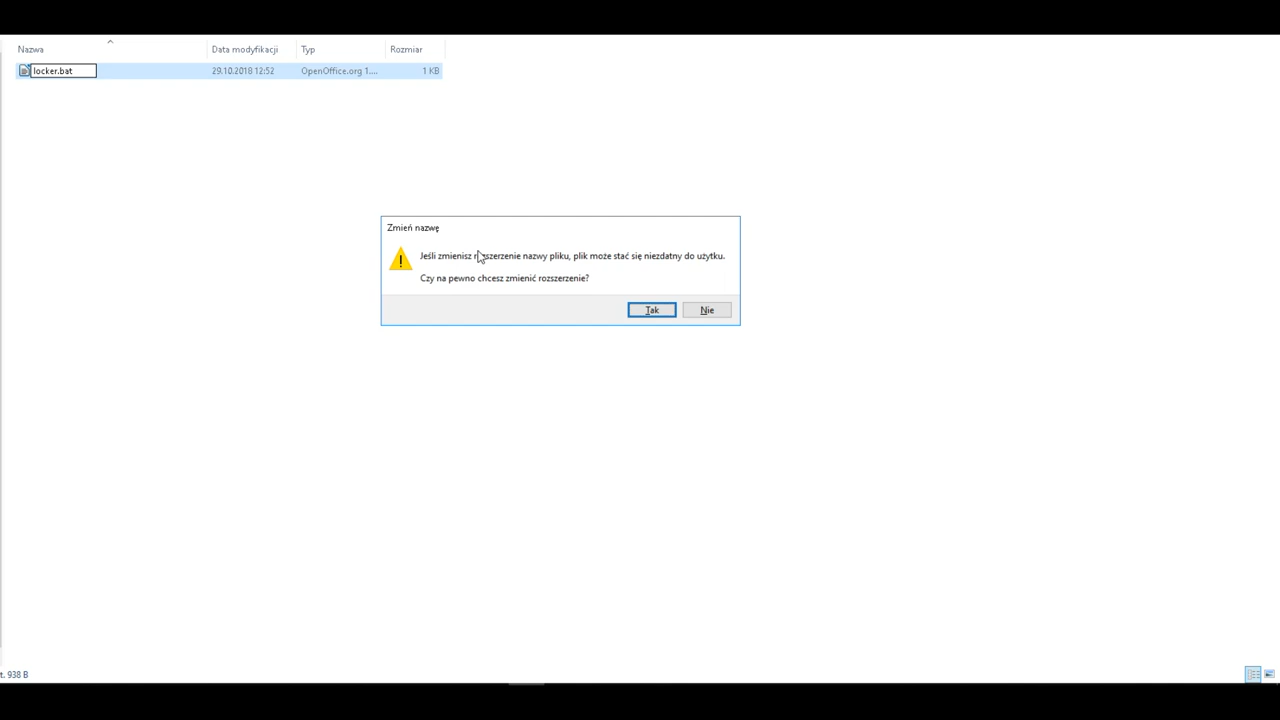 Nazwa Data modyfikacji Typ Rozmiar
locker.bat 29.10.2018 12:52 OpenOffice.org 1.... 1 KB
Zmień nazwę
Jeśli zmienisz rozszerzenie nazwy pliku, plik może stać się niezdatny do użytku.
Czy na pewno chcesz zmienić rozszerzenie?
Tak Nie
t. 938 B